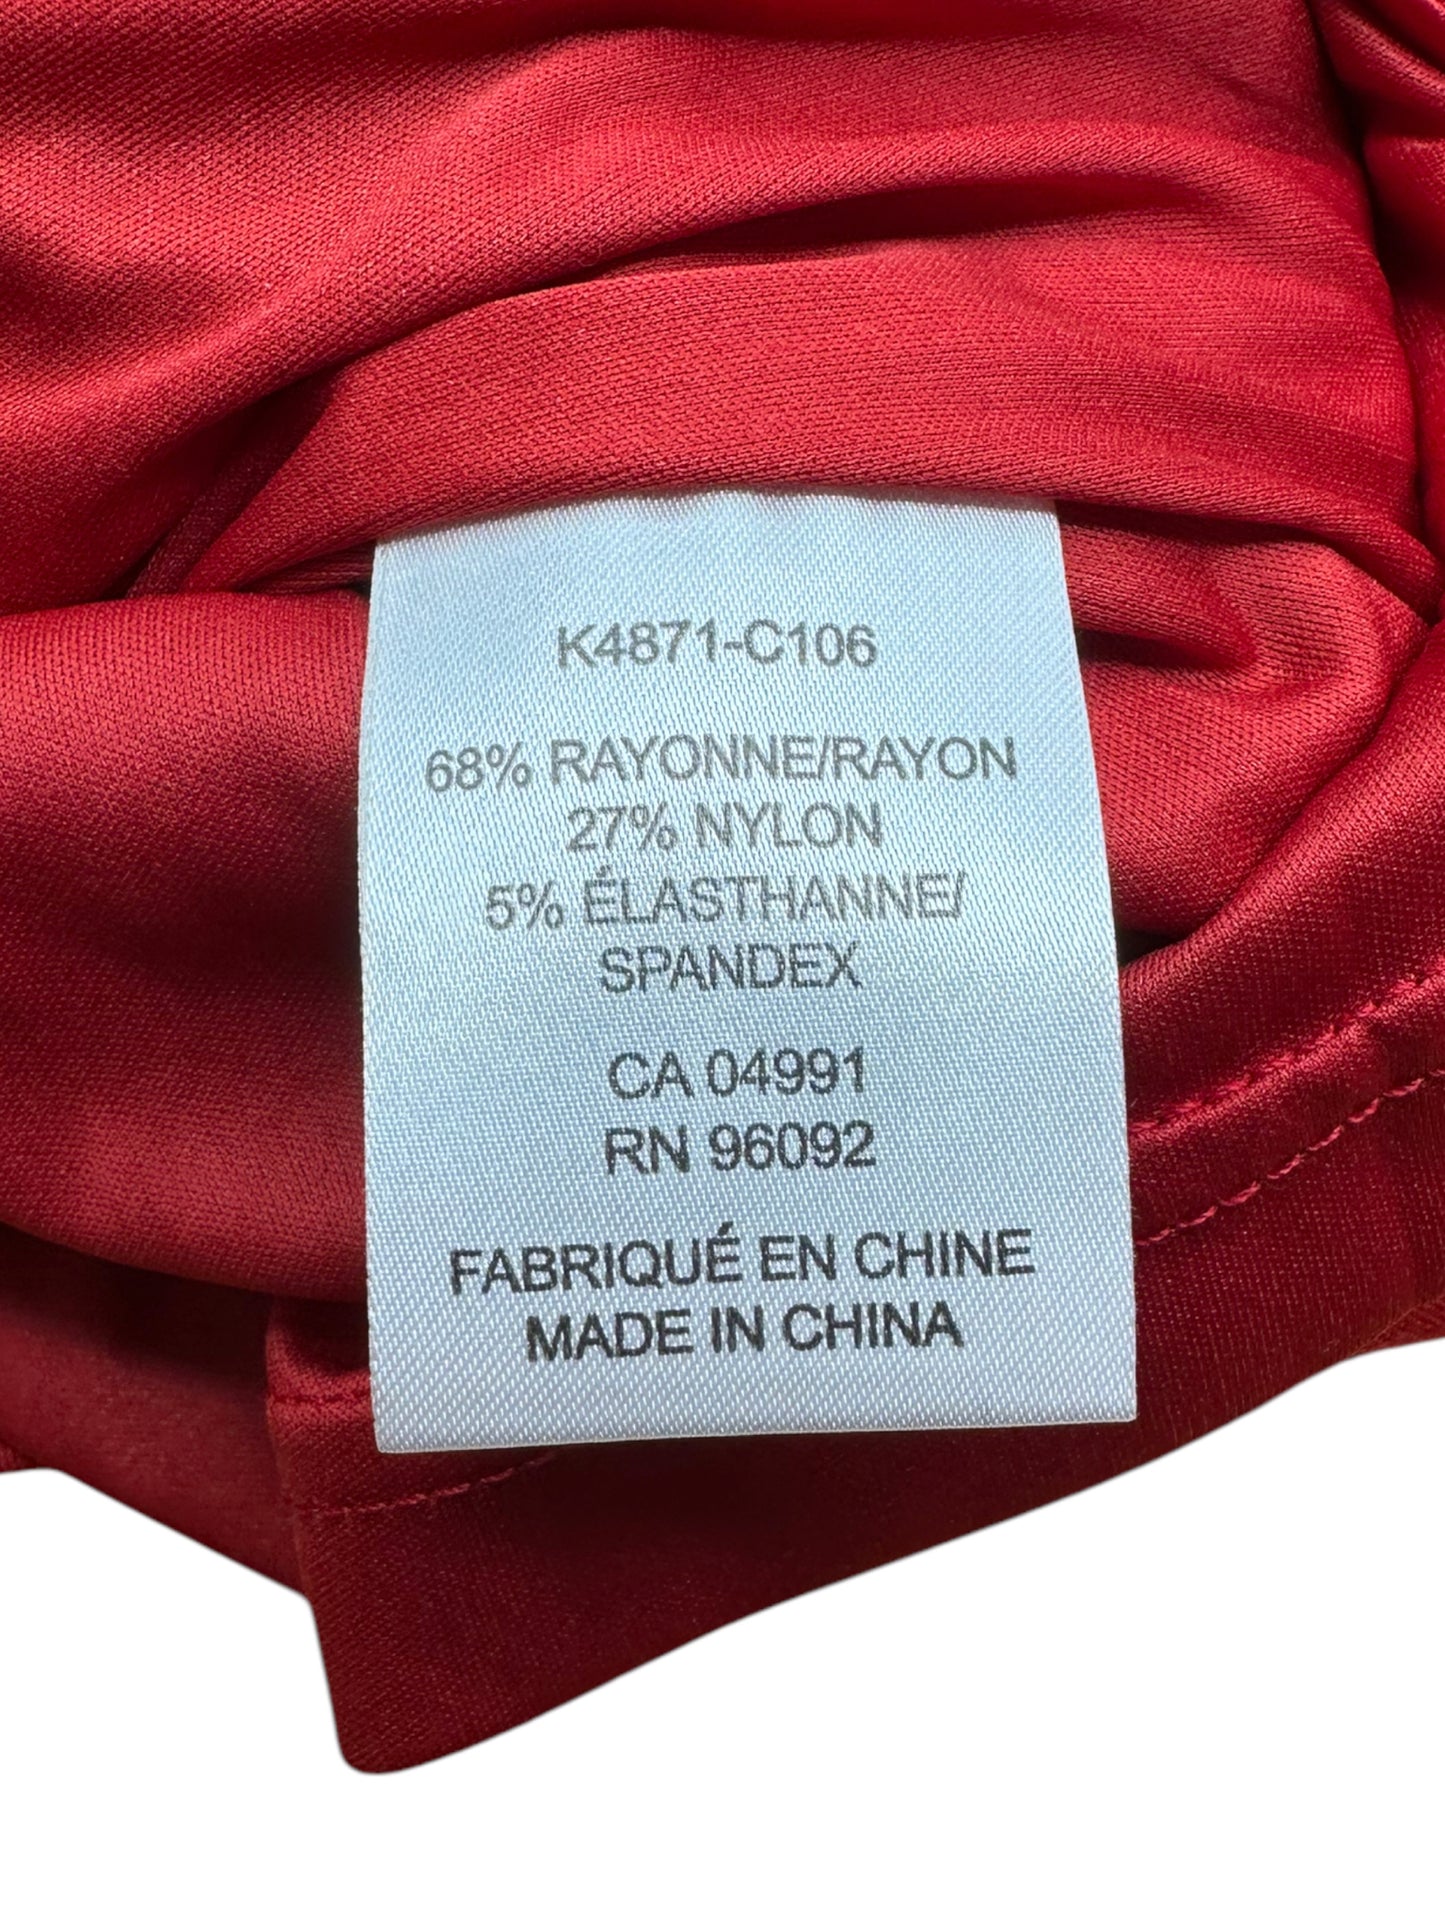 K4871-C106
68% RAYONNE/RAYON
27% NYLON
5% ÉLASTHANNE/
SPANDEX
CA 04991
RN 96092
FABRIQUÉ EN CHINE
MADE IN CHINA